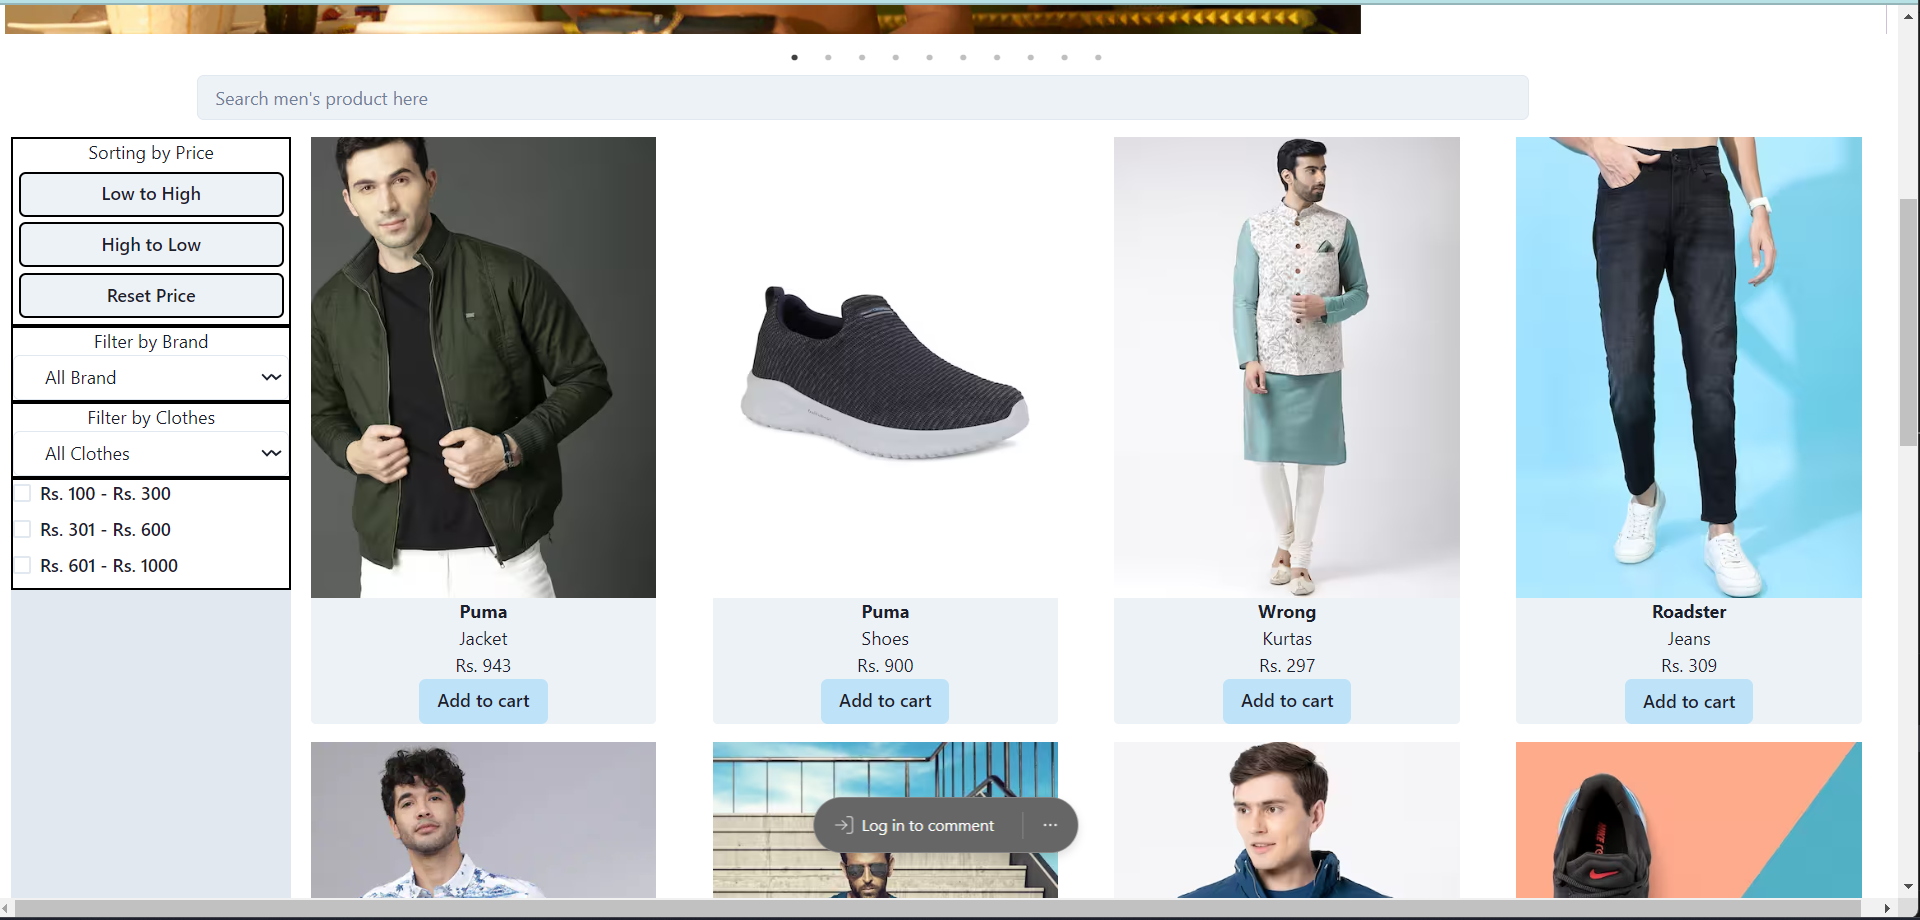 Search men's product here
Sorting by Price
Low to High
High to Low
Reset Price
Filter by Brand
All Brand
Filter by Clothes
All Clothes
Rs. 100 - Rs. 300
Rs. 301 - Rs. 600
Rs. 601 - Rs. 1000
Puma
Jacket
Rs. 943
Add to cart
Puma
Shoes
Rs. 900
Add to cart
Wrong
Kurtas
Rs. 297
Add to cart
Roadster
Jeans
Rs. 309
Add to cart
Log in to comment